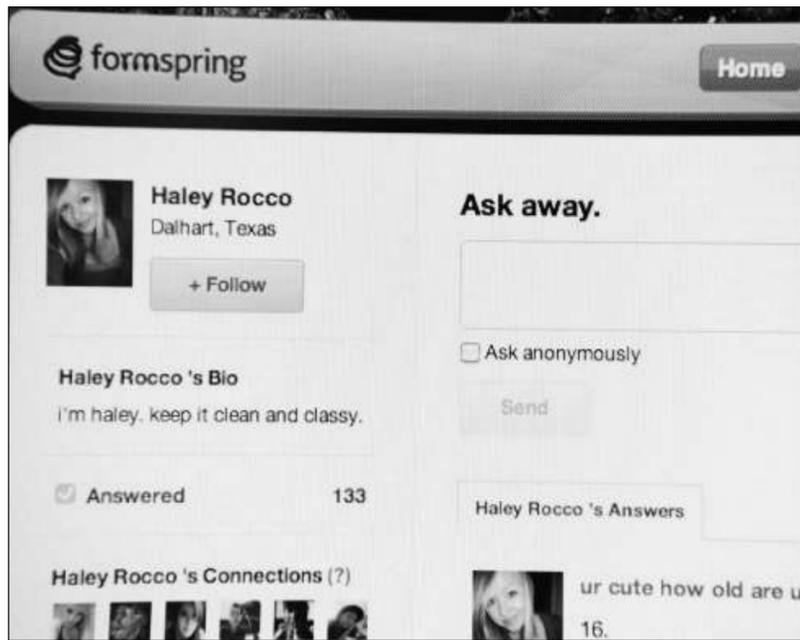 formspring
Home
Haley Rocco
Dalhart, Texas
+ Follow
Haley Rocco 's Bio
i'm haley. keep it clean and classy.
Answered 133
Haley Rocco 's Connections (?)
Ask away.
Ask anonymously
Send
Haley Rocco 's Answers
ur cute how old are u
16.